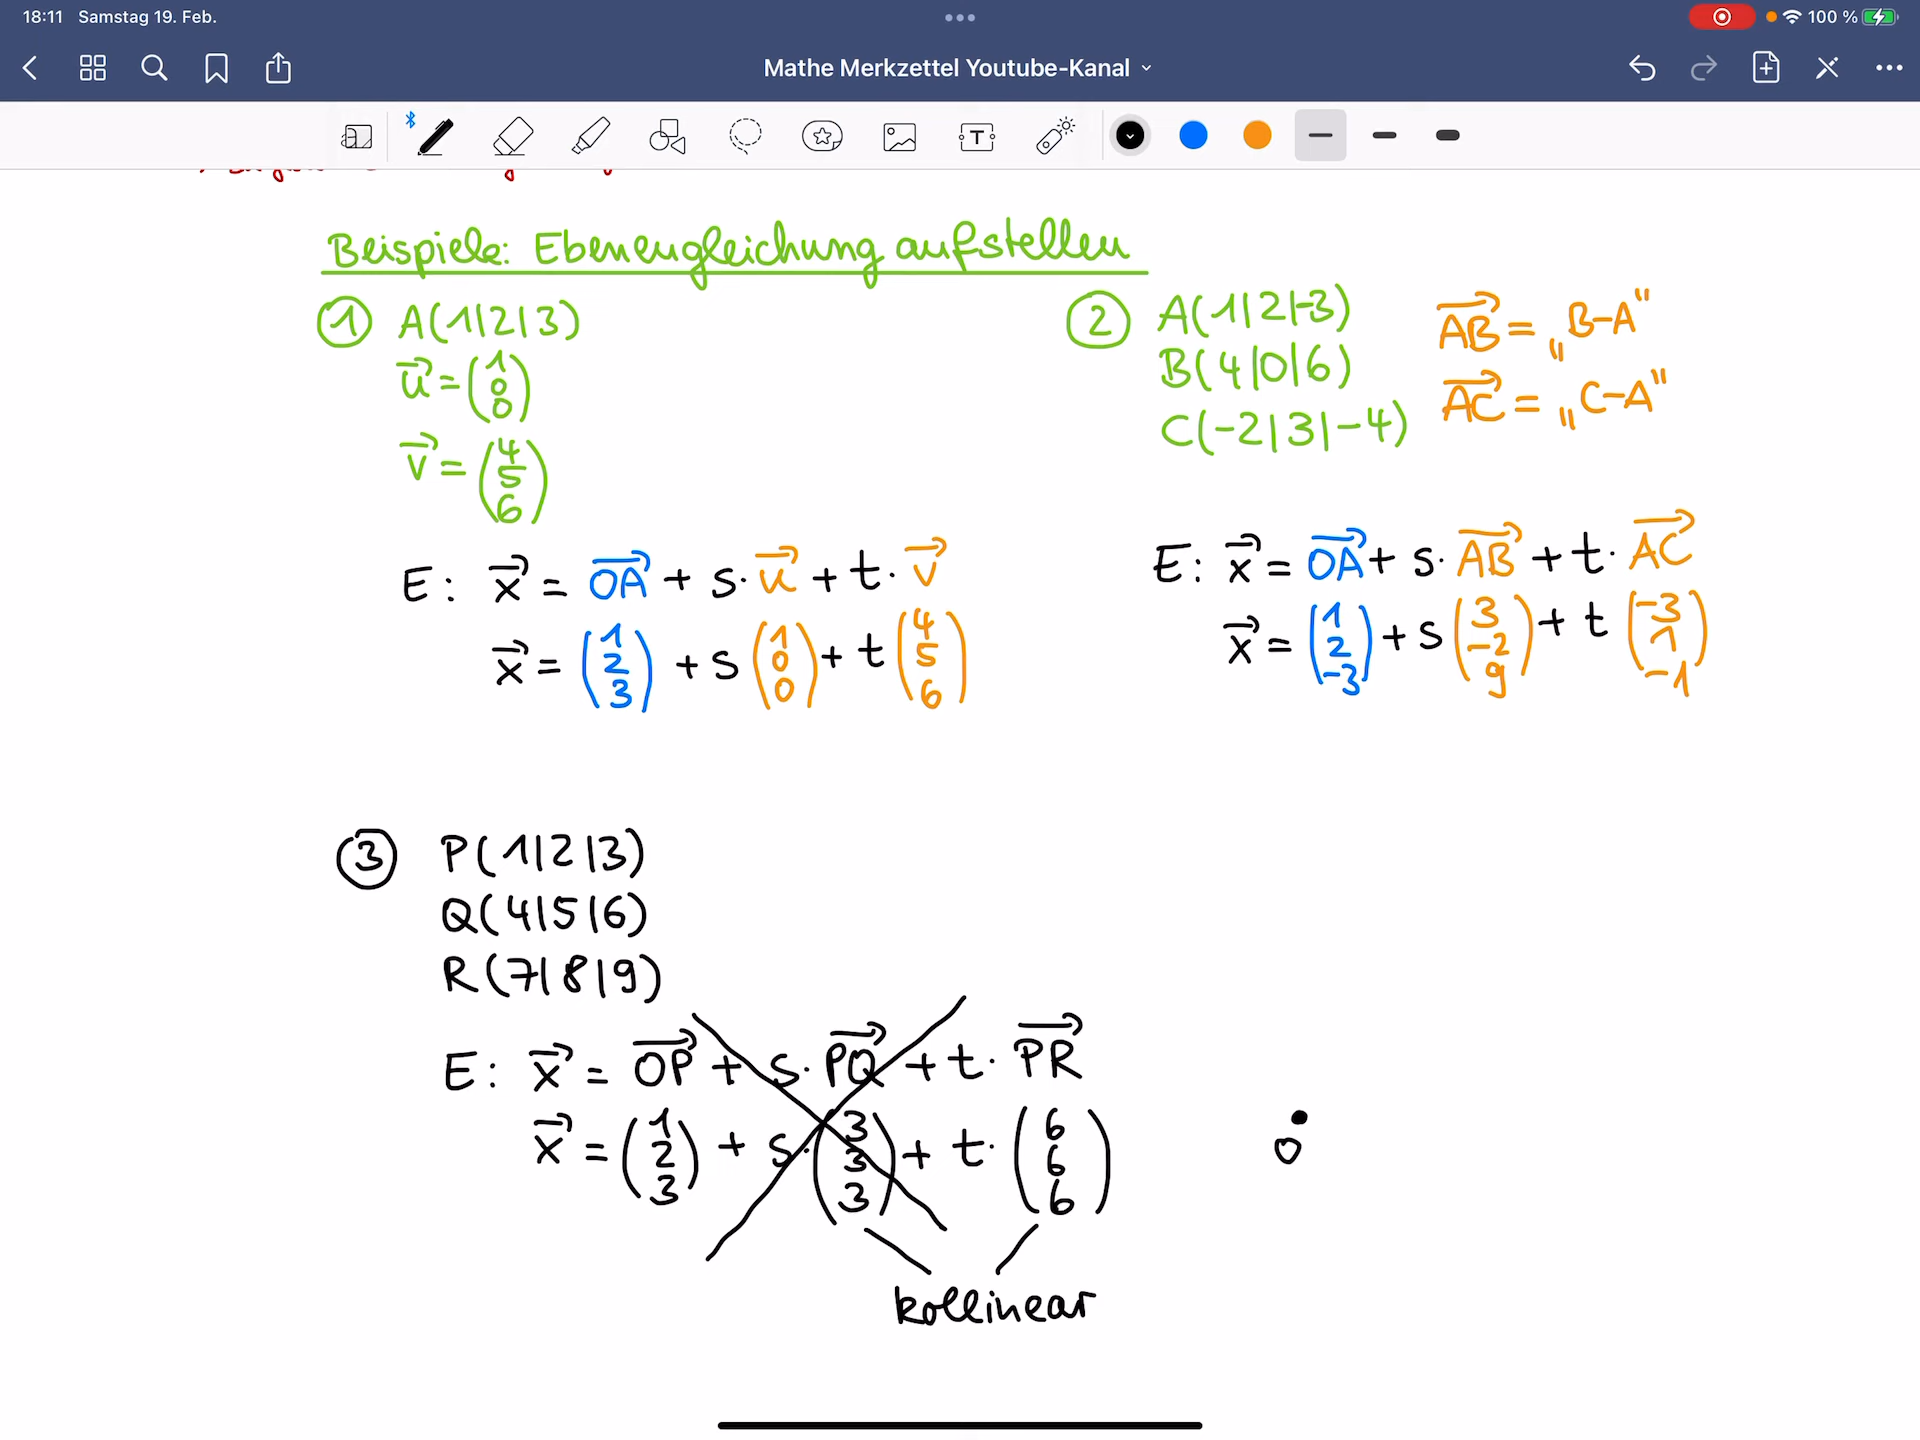 18:11 Samstag 19. Feb.
100 %
Mathe Merkzettel Youtube-Kanal
Beispiele: Ebenengleichung aufstellen
① A(1|2|3)
u⃗ = (1 0 0)
v⃗ = (4 5 6)
E: x⃗ = OA⃗ + s·u⃗ + t·v⃗
x⃗ = (1 2 3) + s (1 0 0) + t (4 5 6)
② A(1|2|-3)
B(4|0|6)
C(-2|3|-4)
AB⃗ = „B-A"
AC⃗ = „C-A"
E: x⃗ = OA⃗ + s·AB⃗ + t·AC⃗
x⃗ = (1 2 -3) + s (3 -2 9) + t (-3 1 -1)
③ P(1|2|3)
Q(4|5|6)
R(7|8|9)
E: x⃗ = OP⃗ + s·PQ⃗ + t·PR⃗
x⃗ = (1 2 3) + s·(3 3 3) + t·(6 6 6)
kollinear